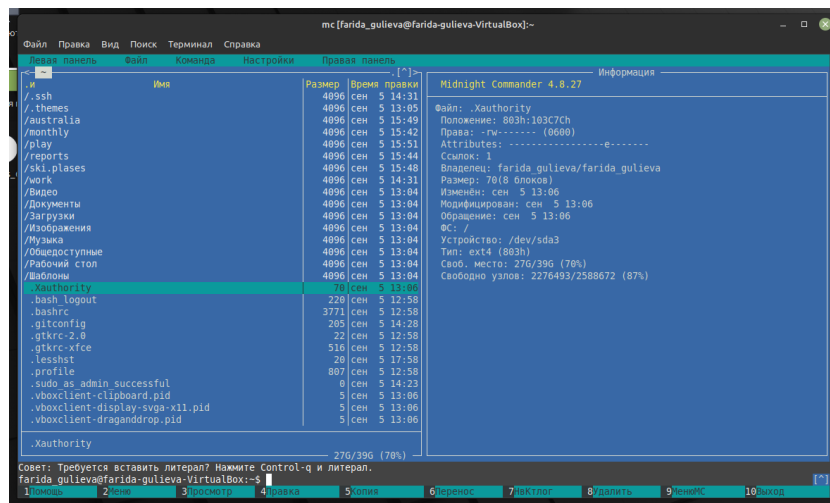 mc [farida_gulieva@farida-gulieva-VirtualBox]:~
Файл Правка Вид Поиск Терминал Справка
Левая панель Файл Команда Настройки Правая панель
<─ ~ .[^]>
.и Имя Размер Время правки
/.ssh 4096 сен 5 14:31
/.themes 4096 сен 5 13:05
/australia 4096 сен 5 15:49
/monthly 4096 сен 5 15:42
/play 4096 сен 5 15:51
/reports 4096 сен 5 15:44
/ski.plases 4096 сен 5 15:48
/work 4096 сен 5 14:31
/Видео 4096 сен 5 13:04
/Документы 4096 сен 5 13:04
/Загрузки 4096 сен 5 13:04
/Изображения 4096 сен 5 13:04
/Музыка 4096 сен 5 13:04
/Общедоступные 4096 сен 5 13:04
/Рабочий стол 4096 сен 5 13:04
/Шаблоны 4096 сен 5 13:04
.Xauthority 70 сен 5 13:06
.bash_logout 220 сен 5 12:58
.bashrc 3771 сен 5 12:58
.gitconfig 205 сен 5 14:28
.gtkrc-2.0 22 сен 5 12:58
.gtkrc-xfce 516 сен 5 12:58
.lesshst 20 сен 5 17:58
.profile 807 сен 5 12:58
.sudo_as_admin_successful 0 сен 5 14:23
.vboxclient-clipboard.pid 5 сен 5 13:06
.vboxclient-display-svga-x11.pid 5 сен 5 13:06
.vboxclient-draganddrop.pid 5 сен 5 13:06
.Xauthority
27G/39G (70%)
Информация
Midnight Commander 4.8.27
Файл: .Xauthority
Положение: 803h:103C7Ch
Права: -rw------- (0600)
Attributes: -----------------e-------
Ссылок: 1
Владелец: farida_gulieva/farida_gulieva
Размер: 70(8 блоков)
Изменён: сен 5 13:06
Модифицирован: сен 5 13:06
Обращение: сен 5 13:06
ФС: /
Устройство: /dev/sda3
Тип: ext4 (803h)
Своб. место: 27G/39G (70%)
Свободно узлов: 2276493/2588672 (87%)
Совет: Требуется вставить литерал? Нажмите Control-q и литерал.
farida_gulieva@farida-gulieva-VirtualBox:~$ [^]
1Помощь 2Меню 3Просмотр 4Правка 5Копия 6Перенос 7НвКтлог 8Удалить 9МенюМС 10Выход